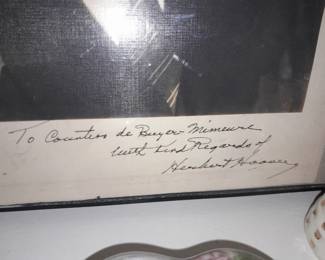 To Countess de Buyer-Mimeure
with Kind Regards of
Herbert Hoover